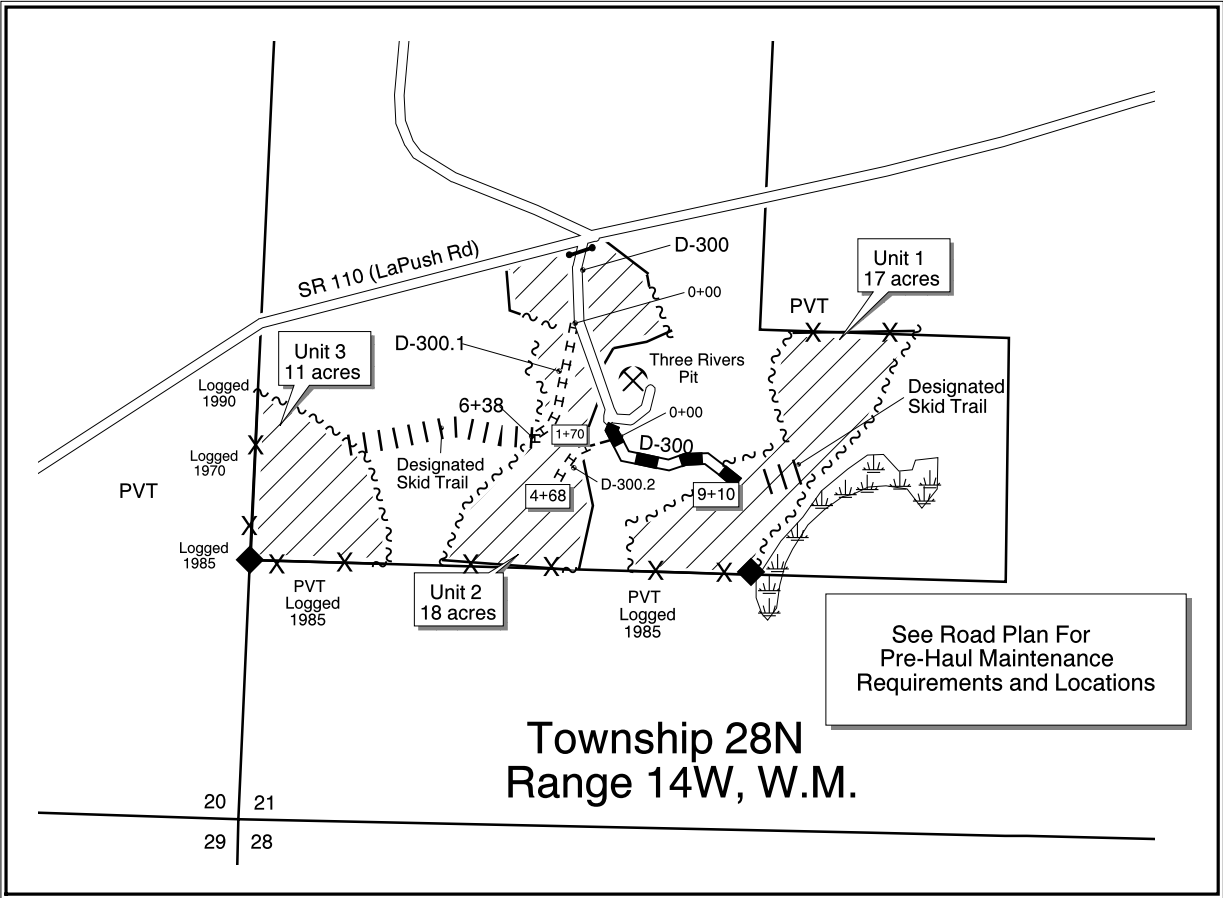 D-300
SR 110 (LaPush Rd)
Unit 1
17 acres
0+00
PVT
D-300.1
Unit 3
11 acres
Three Rivers
Pit
Logged
1990
Designated
Skid Trail
6+38
0+00
1+70
D-300
Logged
1970
Designated
Skid Trail
D-300.2
PVT
4+68
9+10
Logged
1985
PVT
Logged
1985
Unit 2
18 acres
PVT
Logged
1985
See Road Plan For
Pre-Haul Maintenance
Requirements and Locations
Township 28N
Range 14W, W.M.
20
21
29
28